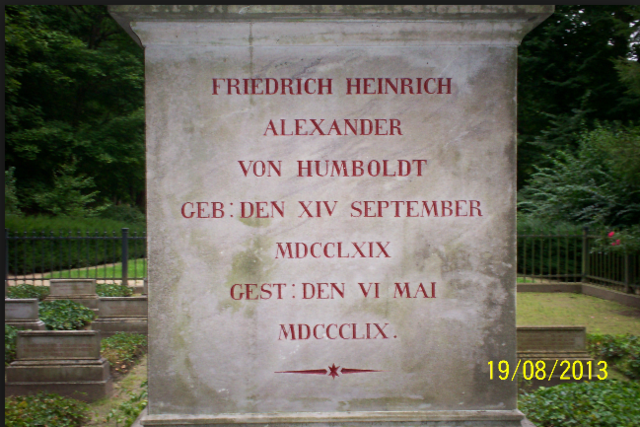 FRIEDRICH HEINRICH
ALEXANDER
VON HUMBOLDT
GEB: DEN XIV SEPTEMBER
MDCCLXIX
GEST: DEN VI MAI
MDCCCLIX.
19/08/2013